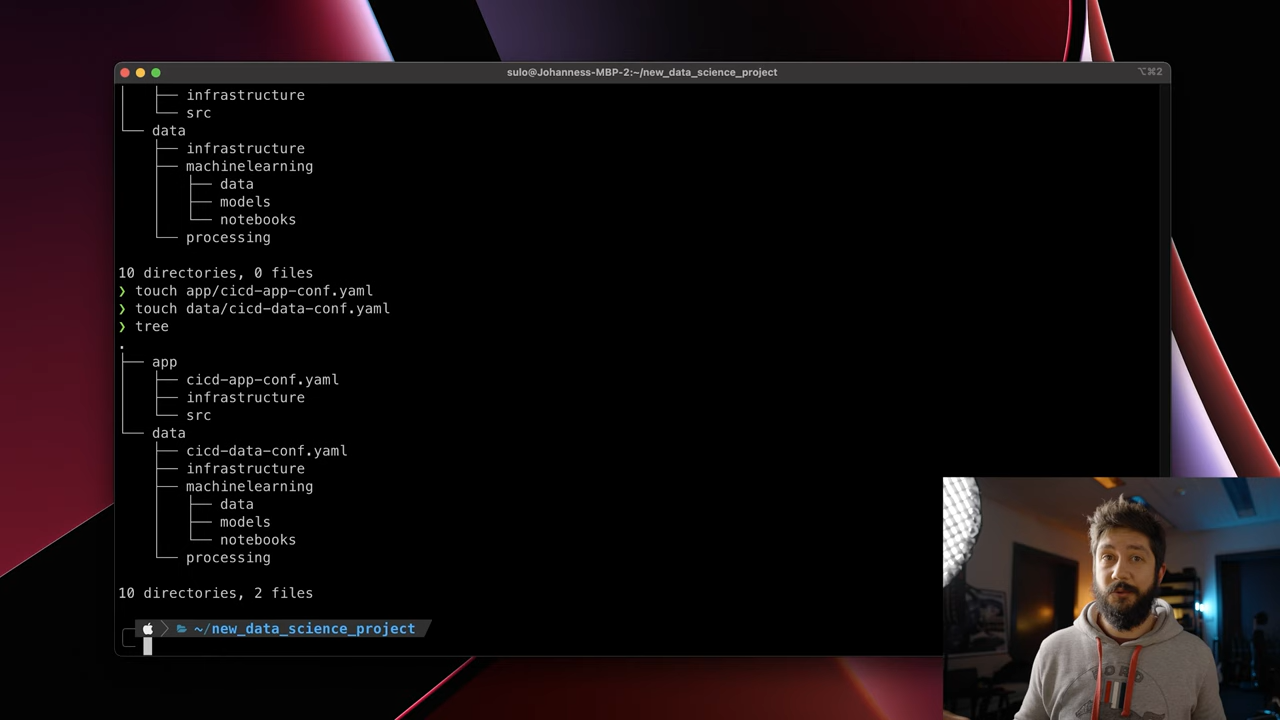 sulo@Johanness-MBP-2:~/new_data_science_project
⌥⌘2
│   ├── infrastructure
│   └── src
└── data
    ├── infrastructure
    ├── machinelearning
    │   ├── data
    │   ├── models
    │   └── notebooks
    └── processing
10 directories, 0 files
❯ touch app/cicd-app-conf.yaml
❯ touch data/cicd-data-conf.yaml
❯ tree
.
├── app
│   ├── cicd-app-conf.yaml
│   ├── infrastructure
│   └── src
└── data
    ├── cicd-data-conf.yaml
    ├── infrastructure
    ├── machinelearning
    │   ├── data
    │   ├── models
    │   └── notebooks
    └── processing
10 directories, 2 files
~/new_data_science_project